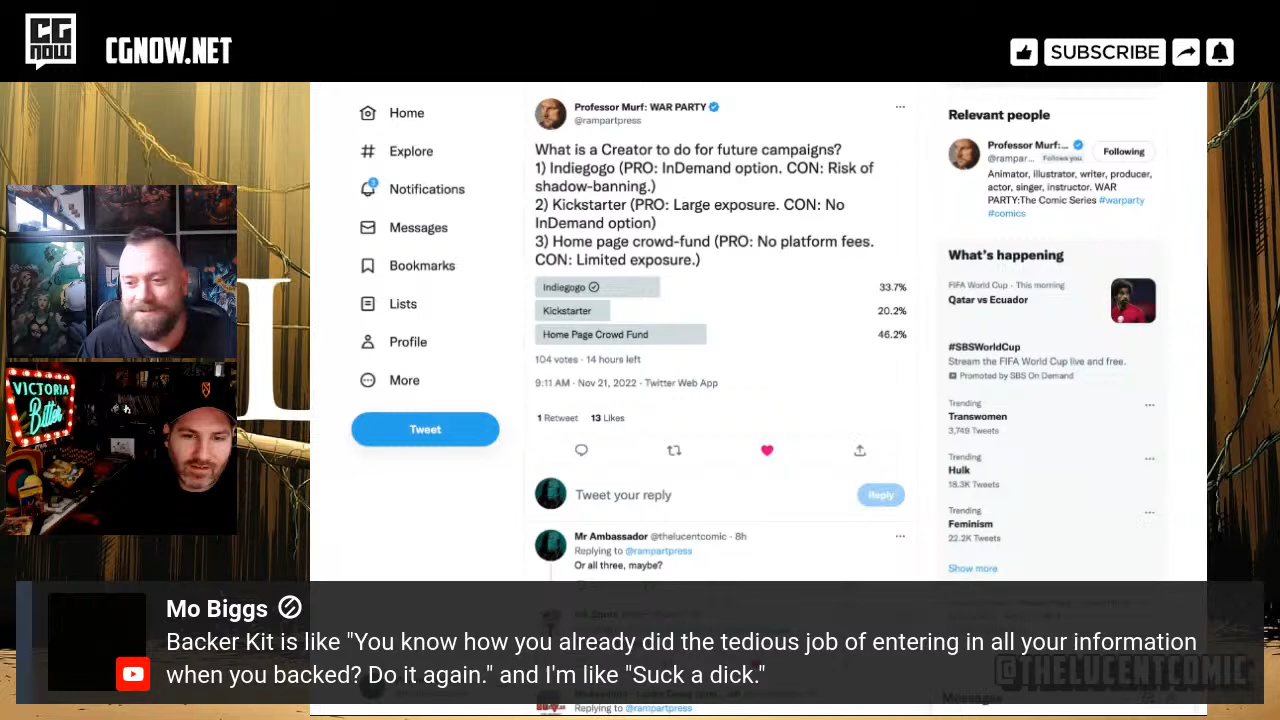 CG
NOW
CGNOW.NET
SUBSCRIBE
VICTORIA
Bitter
Home
Explore
Notifications
Messages
Bookmarks
Lists
Profile
More
Tweet
Professor Murf: WAR PARTY
@rampartpress
What is a Creator to do for future campaigns?
1) Indiegogo (PRO: InDemand option. CON: Risk of
shadow-banning.)
2) Kickstarter (PRO: Large exposure. CON: No
InDemand option)
3) Home page crowd-fund (PRO: No platform fees.
CON: Limited exposure.)
Indiegogo 33.7%
Kickstarter 20.2%
Home Page Crowd Fund 46.2%
104 votes · 14 hours left
9:11 AM · Nov 21, 2022 · Twitter Web App
1 Retweet 13 Likes
Tweet your reply
Reply
Mr Ambassador @thelucentcomic · 8h
Replying to @rampartpress
Or all three, maybe?
Replying to @rampartpress
Relevant people
Professor Murf:...
@rampar... Follows you
Following
Animator, illustrator, writer, producer,
actor, singer, instructor. WAR
PARTY:The Comic Series #warparty
#comics
What's happening
FIFA World Cup · This morning
Qatar vs Ecuador
#SBSWorldCup
Stream the FIFA World Cup live and free.
Promoted by SBS On Demand
Trending
Transwomen
3,749 Tweets
Trending
Hulk
18.3K Tweets
Trending
Feminism
22.2K Tweets
Show more
Messages
Mo Biggs
Backer Kit is like "You know how you already did the tedious job of entering in all your information
when you backed? Do it again." and I'm like "Suck a dick."
@THELUCENTCOMIC